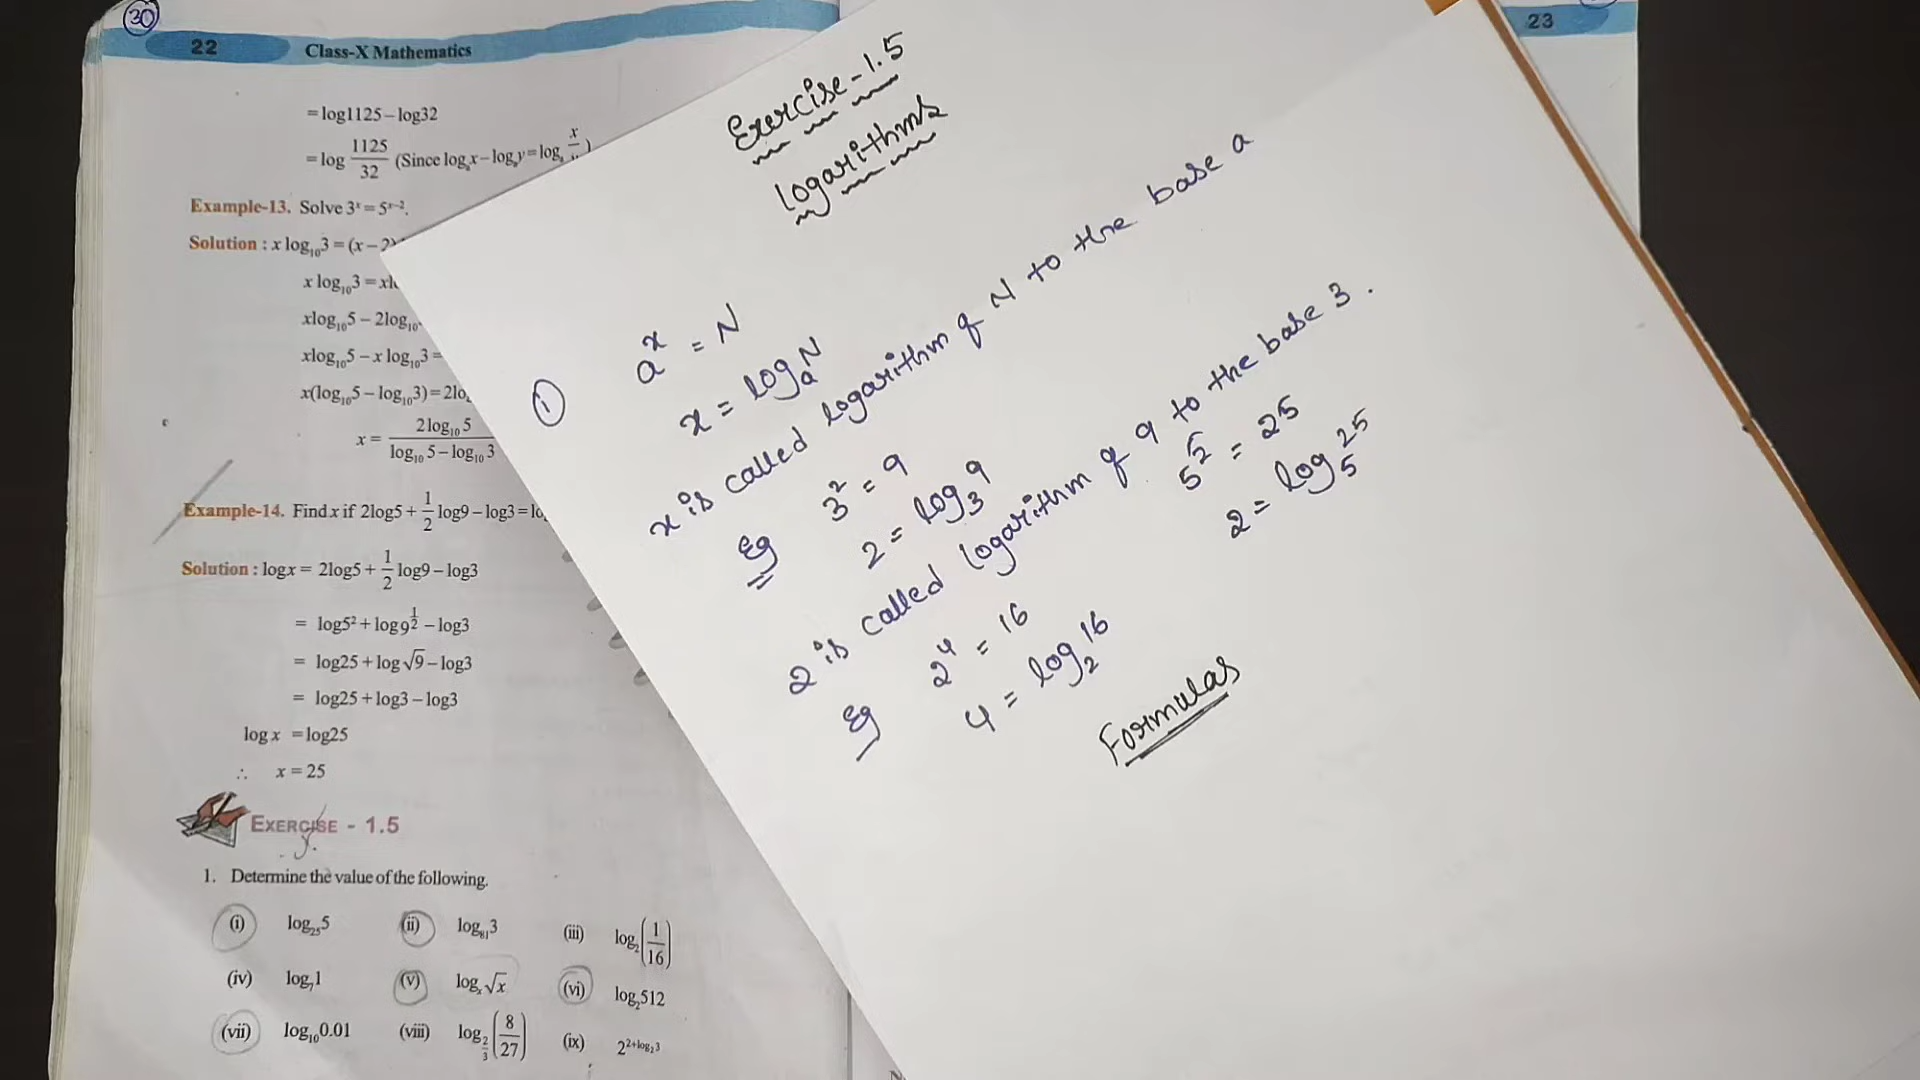 30
22 Class-X Mathematics
= log1125 – log32
= log 1125/32 (Since logₐx – logₐy = logₐ x/
Example-13. Solve 3ˣ = 5ˣ⁻².
Solution : x log₁₀3 = (x – 2)
x log₁₀3 = x
xlog₁₀5 – 2log₁₀
xlog₁₀5 – x log₁₀3 =
x(log₁₀5 – log₁₀3) = 2lo
x = 2log₁₀5 / log₁₀5 – log₁₀3
Example-14. Find x if 2log5 + 1/2 log9 – log3 = lo
Solution : logx = 2log5 + 1/2 log9 – log3
= log5² + log9^(1/2) – log3
= log25 + log√9 – log3
= log25 + log3 – log3
log x = log25
∴ x = 25
EXERCISE - 1.5
1. Determine the value of the following.
(i) log₂₅5 (ii) log₈₁3 (iii) log₂(1/16)
(iv) log₇1 (v) logₓ√x (vi) log₂512
(vii) log₁₀0.01 (viii) log_(2/3)(8/27) (ix) 2^(2+log₂3)
23
Exercise - 1.5
Logarithms
① aˣ = N
x = logₐN
x is called logarithm of N to the base a
Eg 3² = 9
2 = log₃9
2 is called logarithm of 9 to the base 3.
5² = 25
2 = log₅25
Eg 2⁴ = 16
4 = log₂16
Formulas